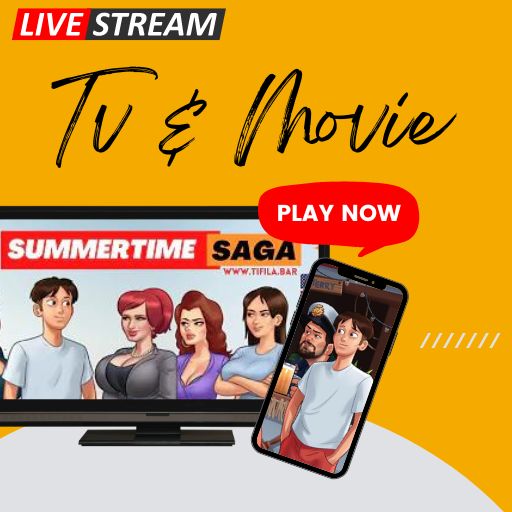 LIVE STREAM
Tv & Movie
PLAY NOW
SUMMERTIME SAGA
WWW.TIFILA.BAR